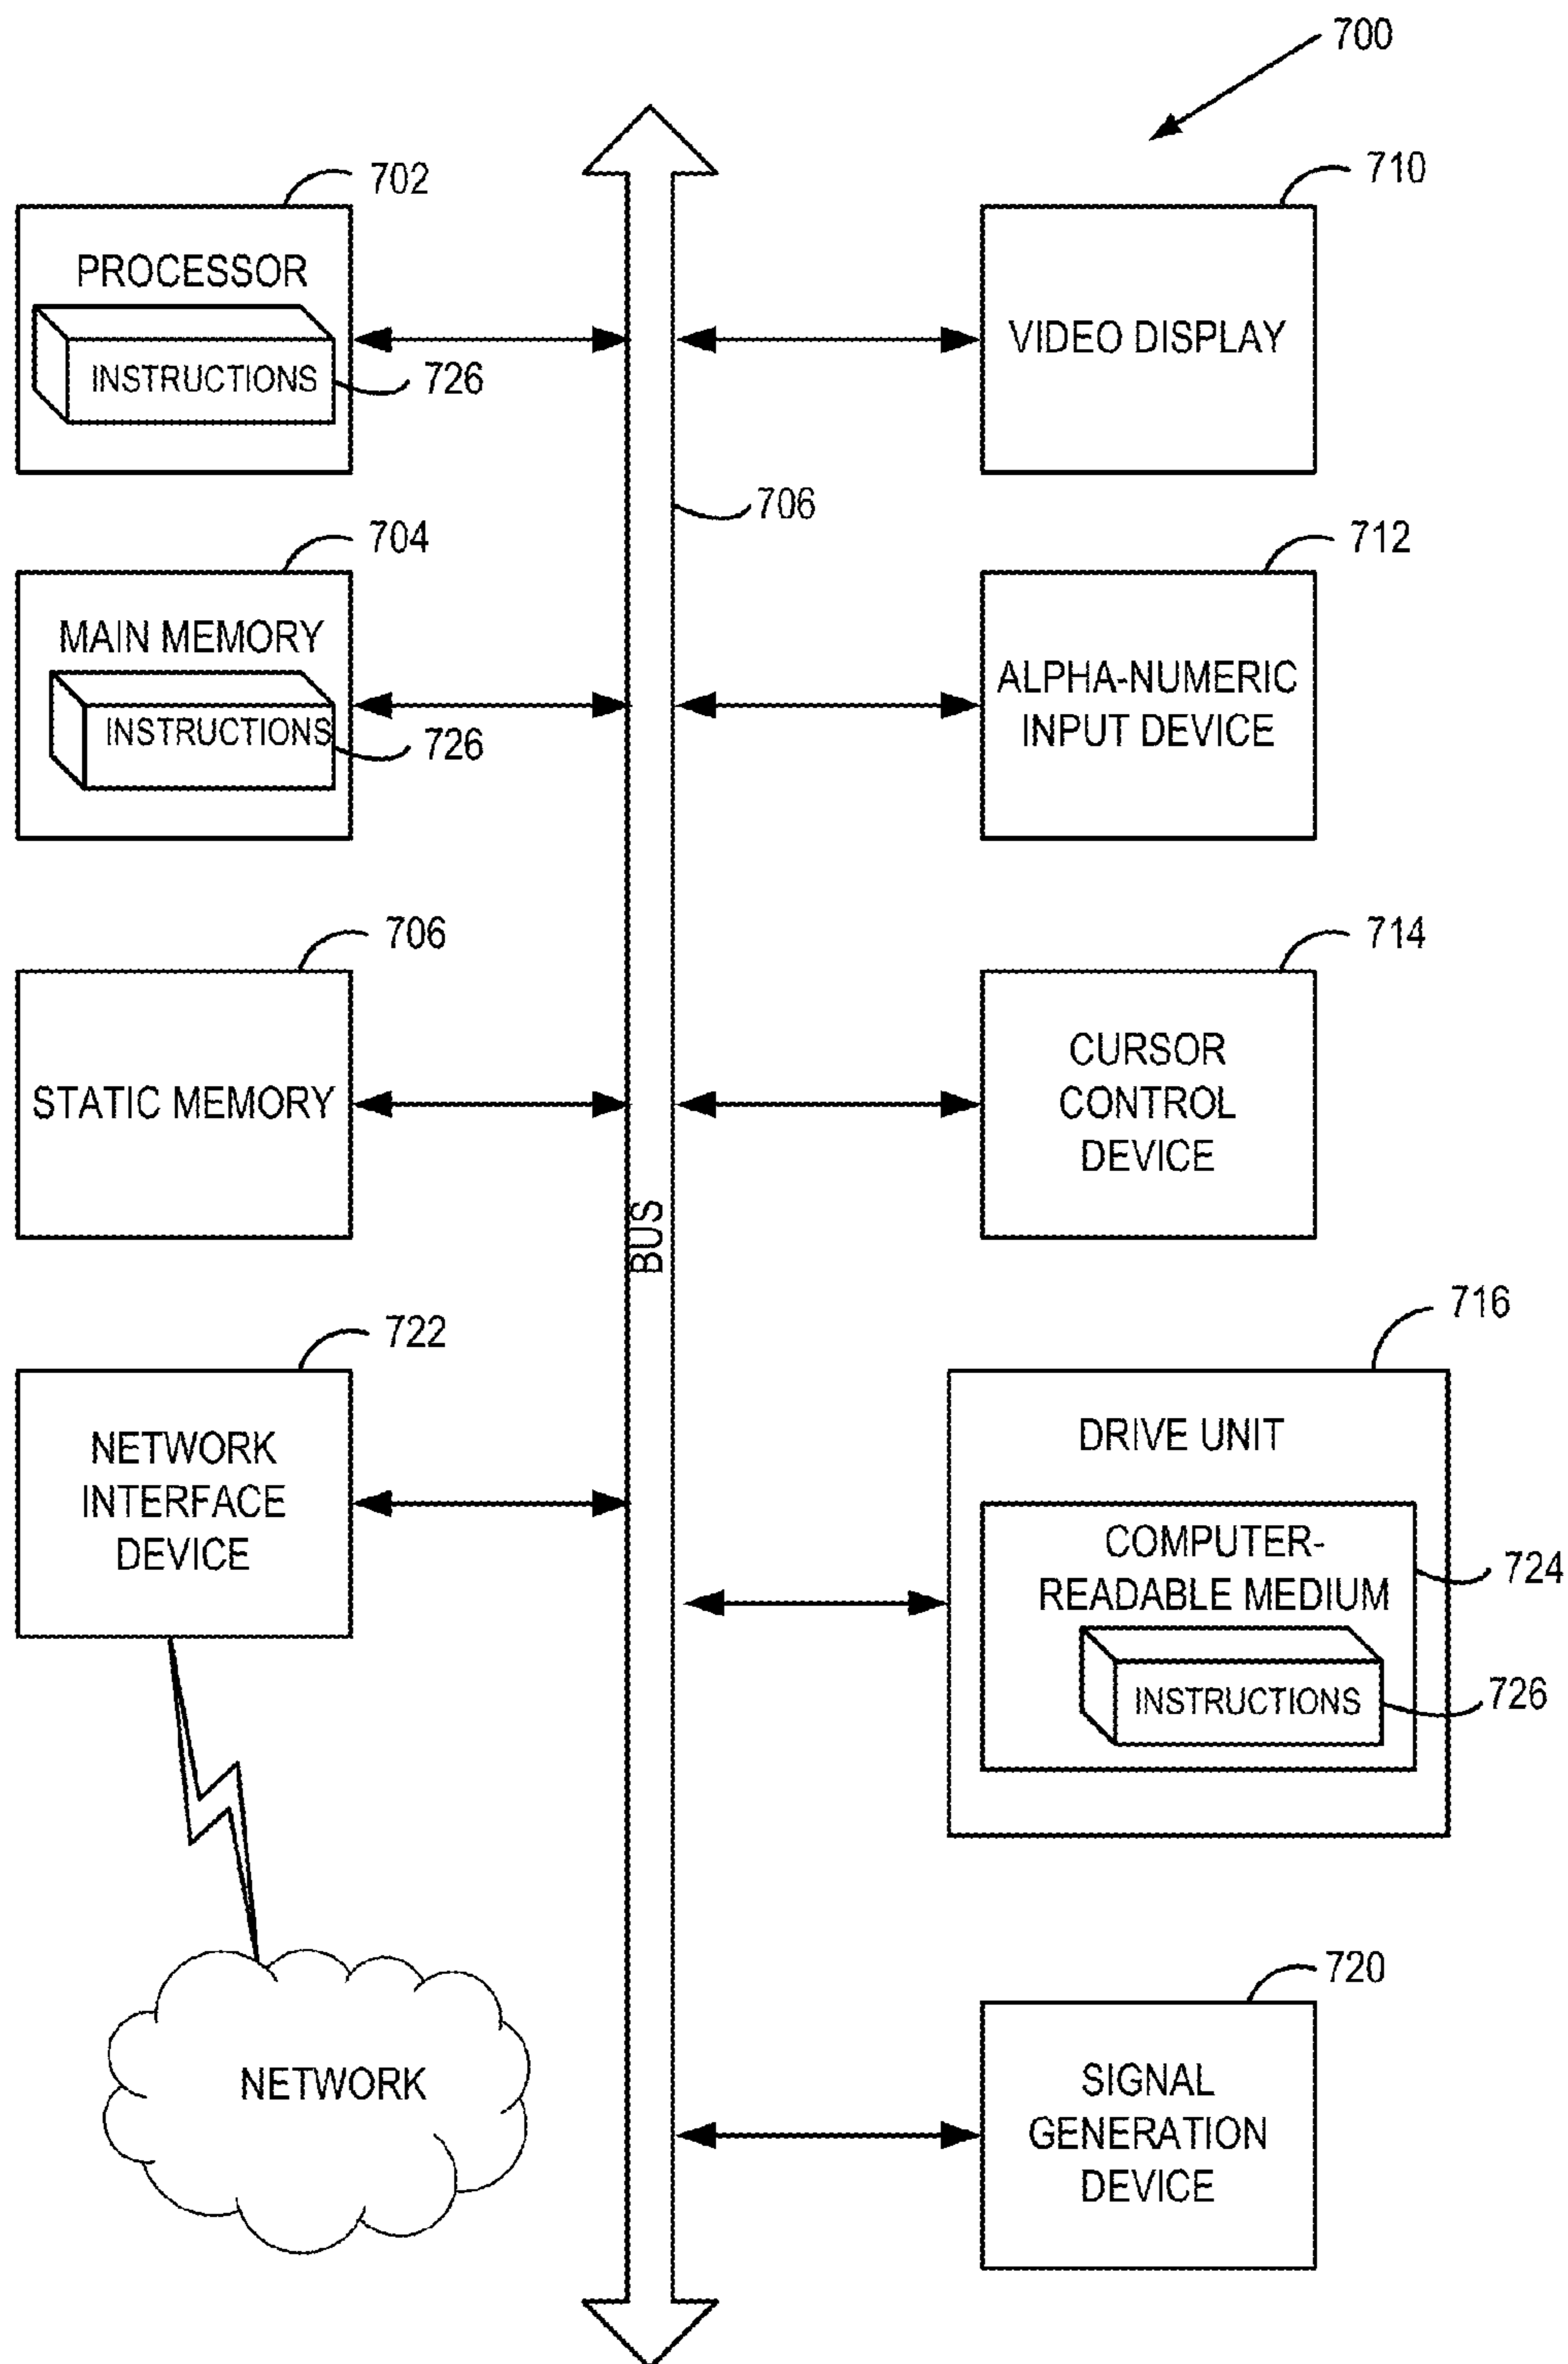 700
702
PROCESSOR
INSTRUCTIONS
726
710
VIDEO DISPLAY
706
704
MAIN MEMORY
INSTRUCTIONS
726
712
ALPHA-NUMERIC
INPUT DEVICE
706
STATIC MEMORY
714
CURSOR
CONTROL
DEVICE
BUS
722
NETWORK
INTERFACE
DEVICE
716
DRIVE UNIT
COMPUTER-
READABLE MEDIUM
724
INSTRUCTIONS
726
NETWORK
720
SIGNAL
GENERATION
DEVICE